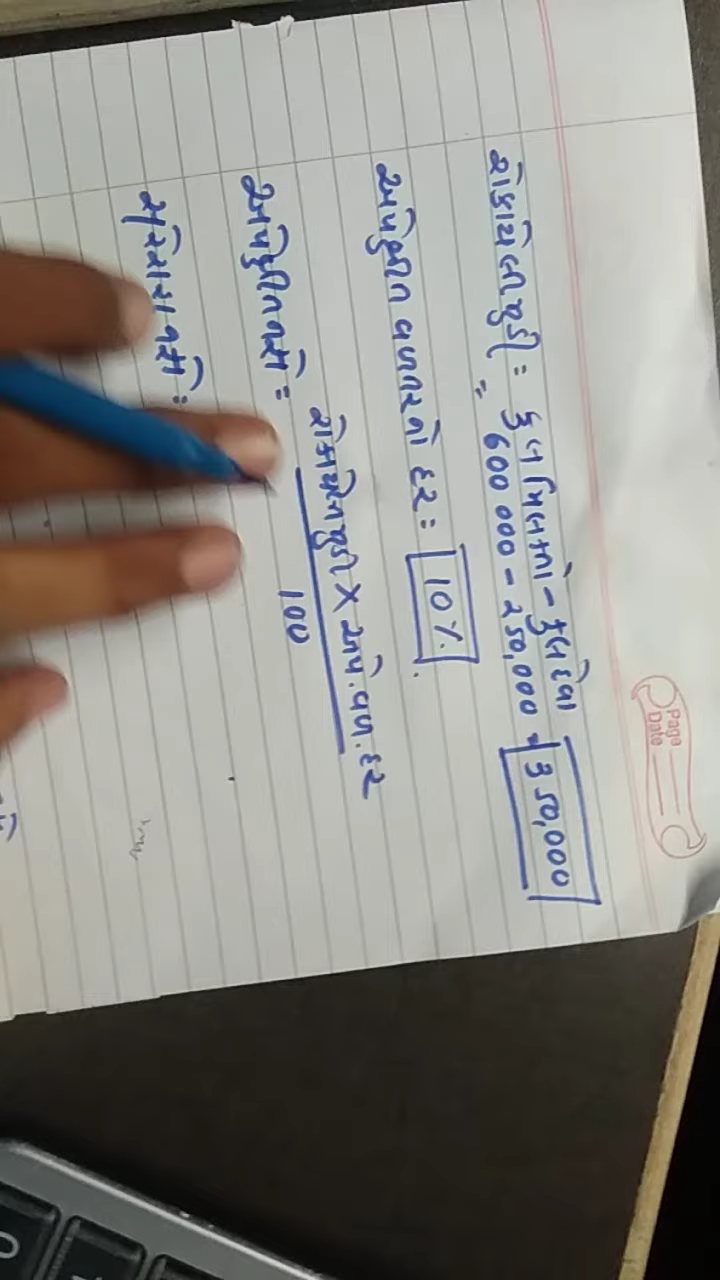 Page
Date
રોકાયેલી મૂડી = કુલ મિલકતો - કુલ દેવા
= 600 000 - 250,000 = 350,000
અપેક્ષીત વળતરનો દર = 10%.
અપેક્ષીત નફો = રોકાયેલ મૂડી × અપે. વળ. દર
100
સરેરાશ નફો =